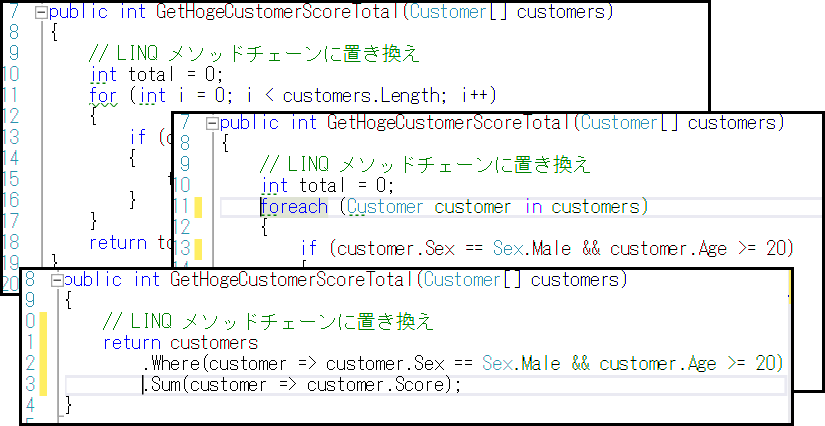 7 public int GetHogeCustomerScoreTotal(Customer[] customers)
8 {
9 // LINQ メソッドチェーンに置き換え
10 int total = 0;
11 for (int i = 0; i < customers.Length; i++)
12 {
13 if (
14 {
15
16 }
17 }
18 return
19 }
20
7 public int GetHogeCustomerScoreTotal(Customer[] customers)
8 {
9 // LINQ メソッドチェーンに置き換え
10 int total = 0;
11 foreach (Customer customer in customers)
12 {
13 if (customer.Sex == Sex.Male && customer.Age >= 20)
8 public int GetHogeCustomerScoreTotal(Customer[] customers)
9 {
0 // LINQ メソッドチェーンに置き換え
1 return customers
2 .Where(customer => customer.Sex == Sex.Male && customer.Age >= 20)
3 .Sum(customer => customer.Score);
4 }